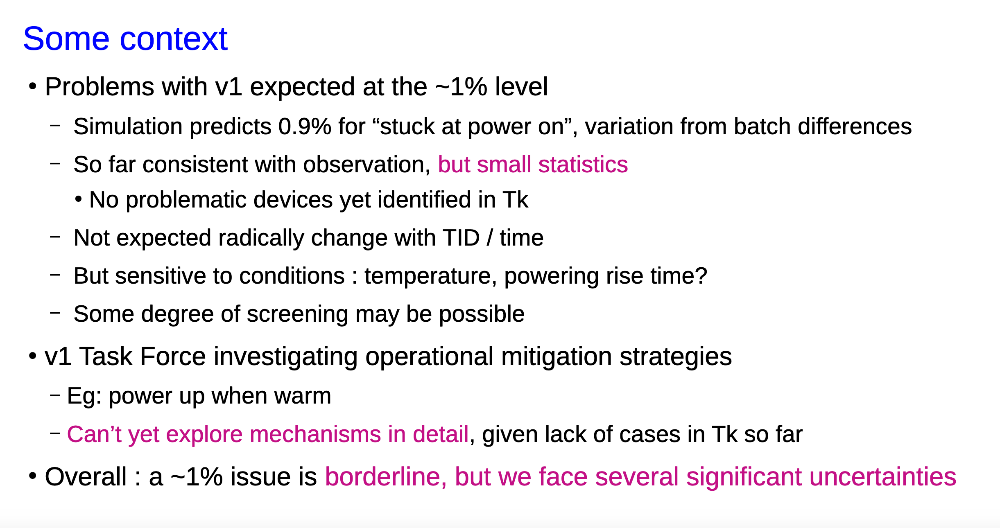 Some context
• Problems with v1 expected at the ~1% level
– Simulation predicts 0.9% for “stuck at power on”, variation from batch differences
– So far consistent with observation, but small statistics
• No problematic devices yet identified in Tk
– Not expected radically change with TID / time
– But sensitive to conditions : temperature, powering rise time?
– Some degree of screening may be possible
• v1 Task Force investigating operational mitigation strategies
– Eg: power up when warm
– Can’t yet explore mechanisms in detail, given lack of cases in Tk so far
• Overall : a ~1% issue is borderline, but we face several significant uncertainties